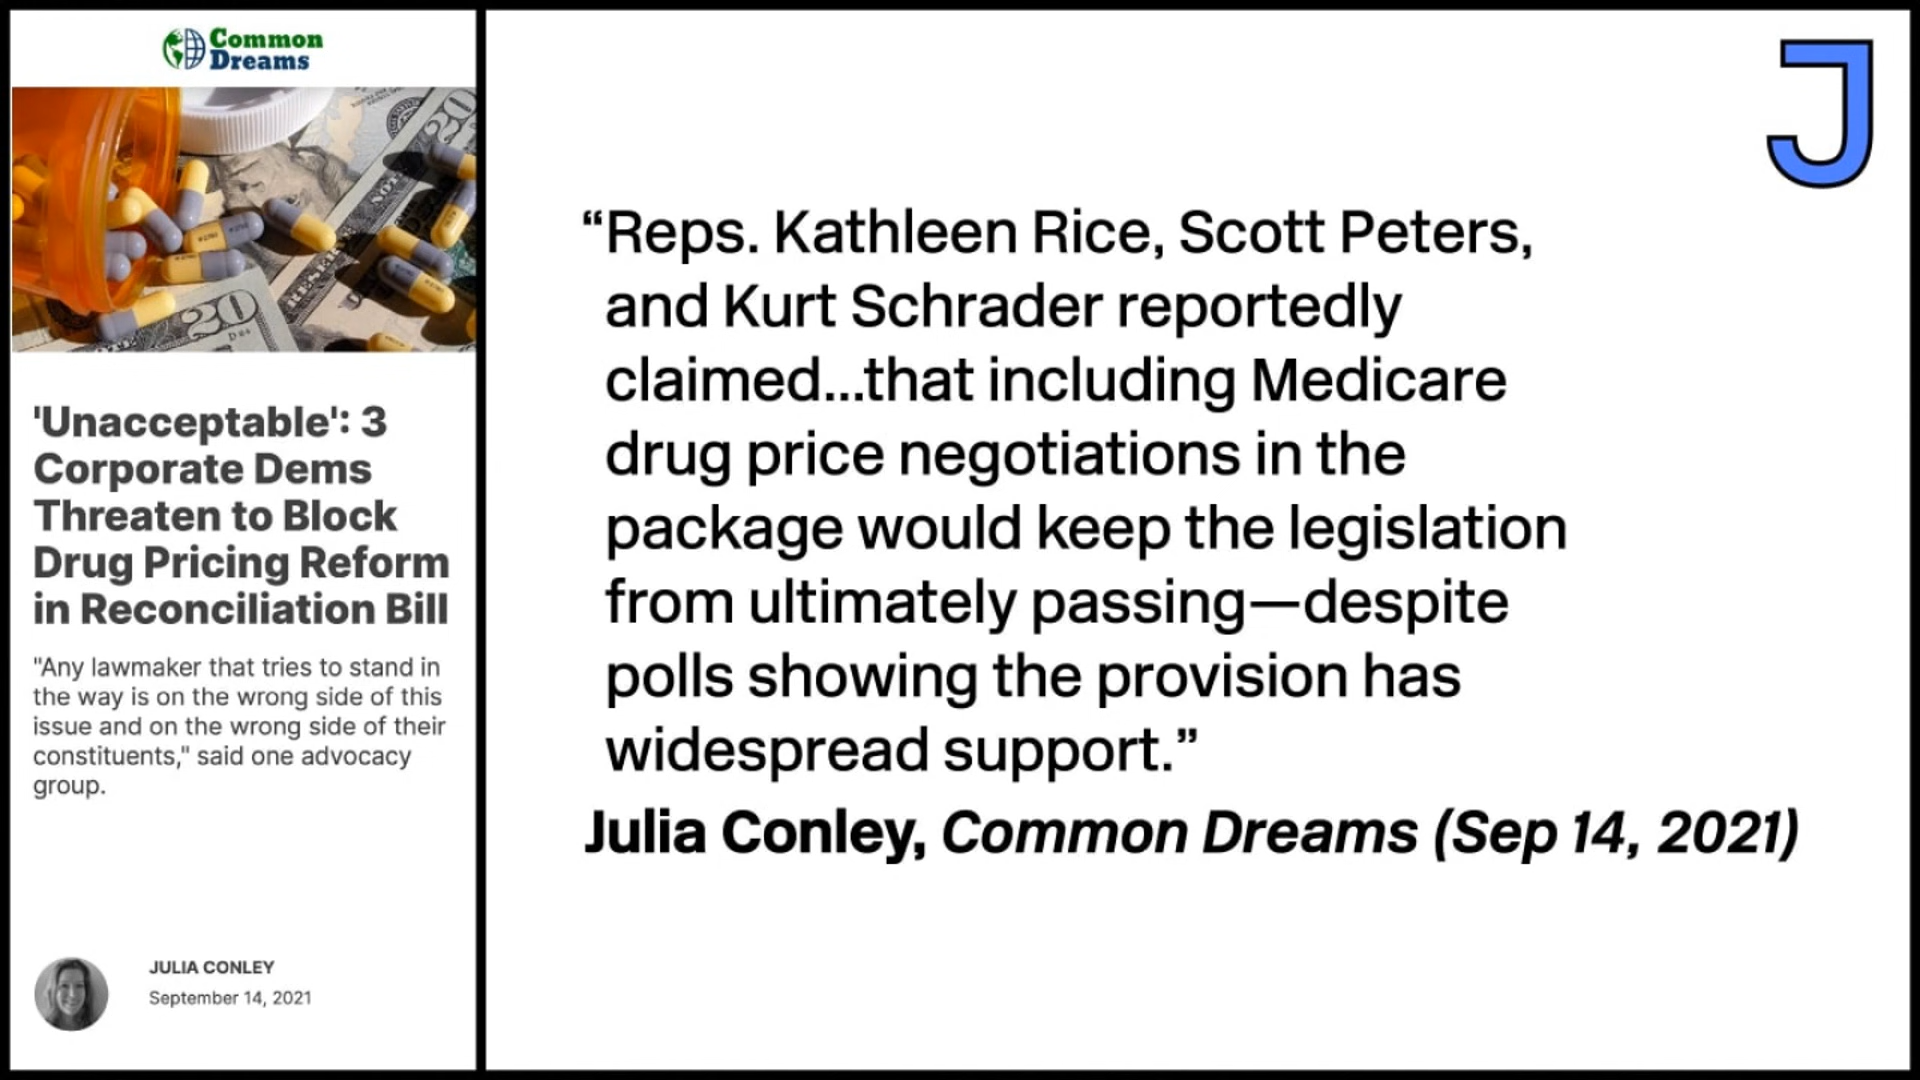 Common
Dreams
20
20
'Unacceptable': 3
Corporate Dems
Threaten to Block
Drug Pricing Reform
in Reconciliation Bill
"Any lawmaker that tries to stand in
the way is on the wrong side of this
issue and on the wrong side of their
constituents," said one advocacy
group.
JULIA CONLEY
September 14, 2021
J
“Reps. Kathleen Rice, Scott Peters,
and Kurt Schrader reportedly
claimed...that including Medicare
drug price negotiations in the
package would keep the legislation
from ultimately passing—despite
polls showing the provision has
widespread support.”
Julia Conley, Common Dreams (Sep 14, 2021)